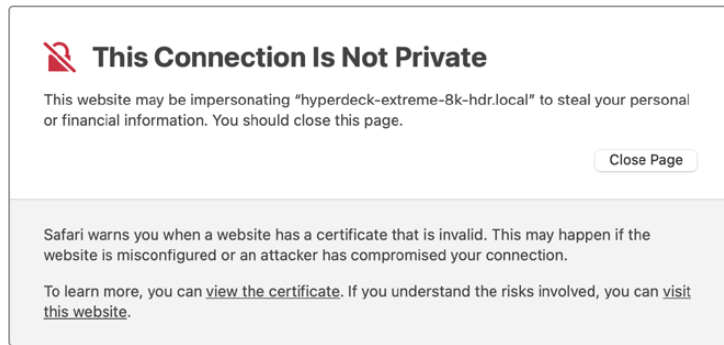 This Connection Is Not Private
This website may be impersonating “hyperdeck-extreme-8k-hdr.local” to steal your personal
or financial information. You should close this page.
Close Page
Safari warns you when a website has a certificate that is invalid. This may happen if the
website is misconfigured or an attacker has compromised your connection.
To learn more, you can view the certificate. If you understand the risks involved, you can visit
this website.